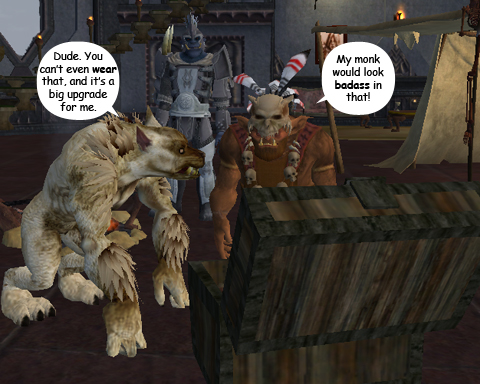 Dude. You
can't even wear
that, and it's a
big upgrade
for me.
My monk
would look
badass in
that!